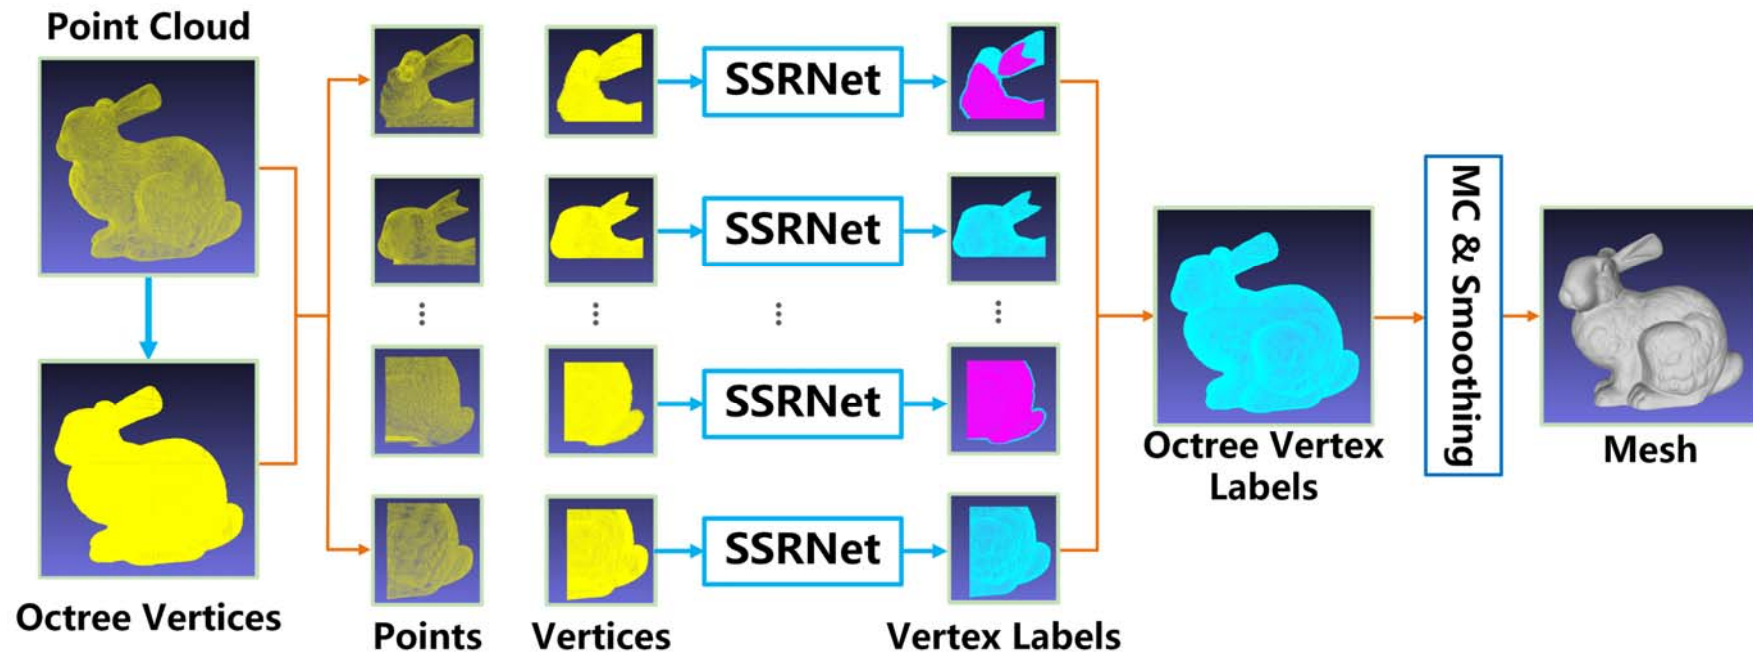 Point Cloud
Octree Vertices
Points
Vertices
SSRNet
SSRNet
SSRNet
SSRNet
Vertex Labels
Octree Vertex
Labels
MC & Smoothing
Mesh